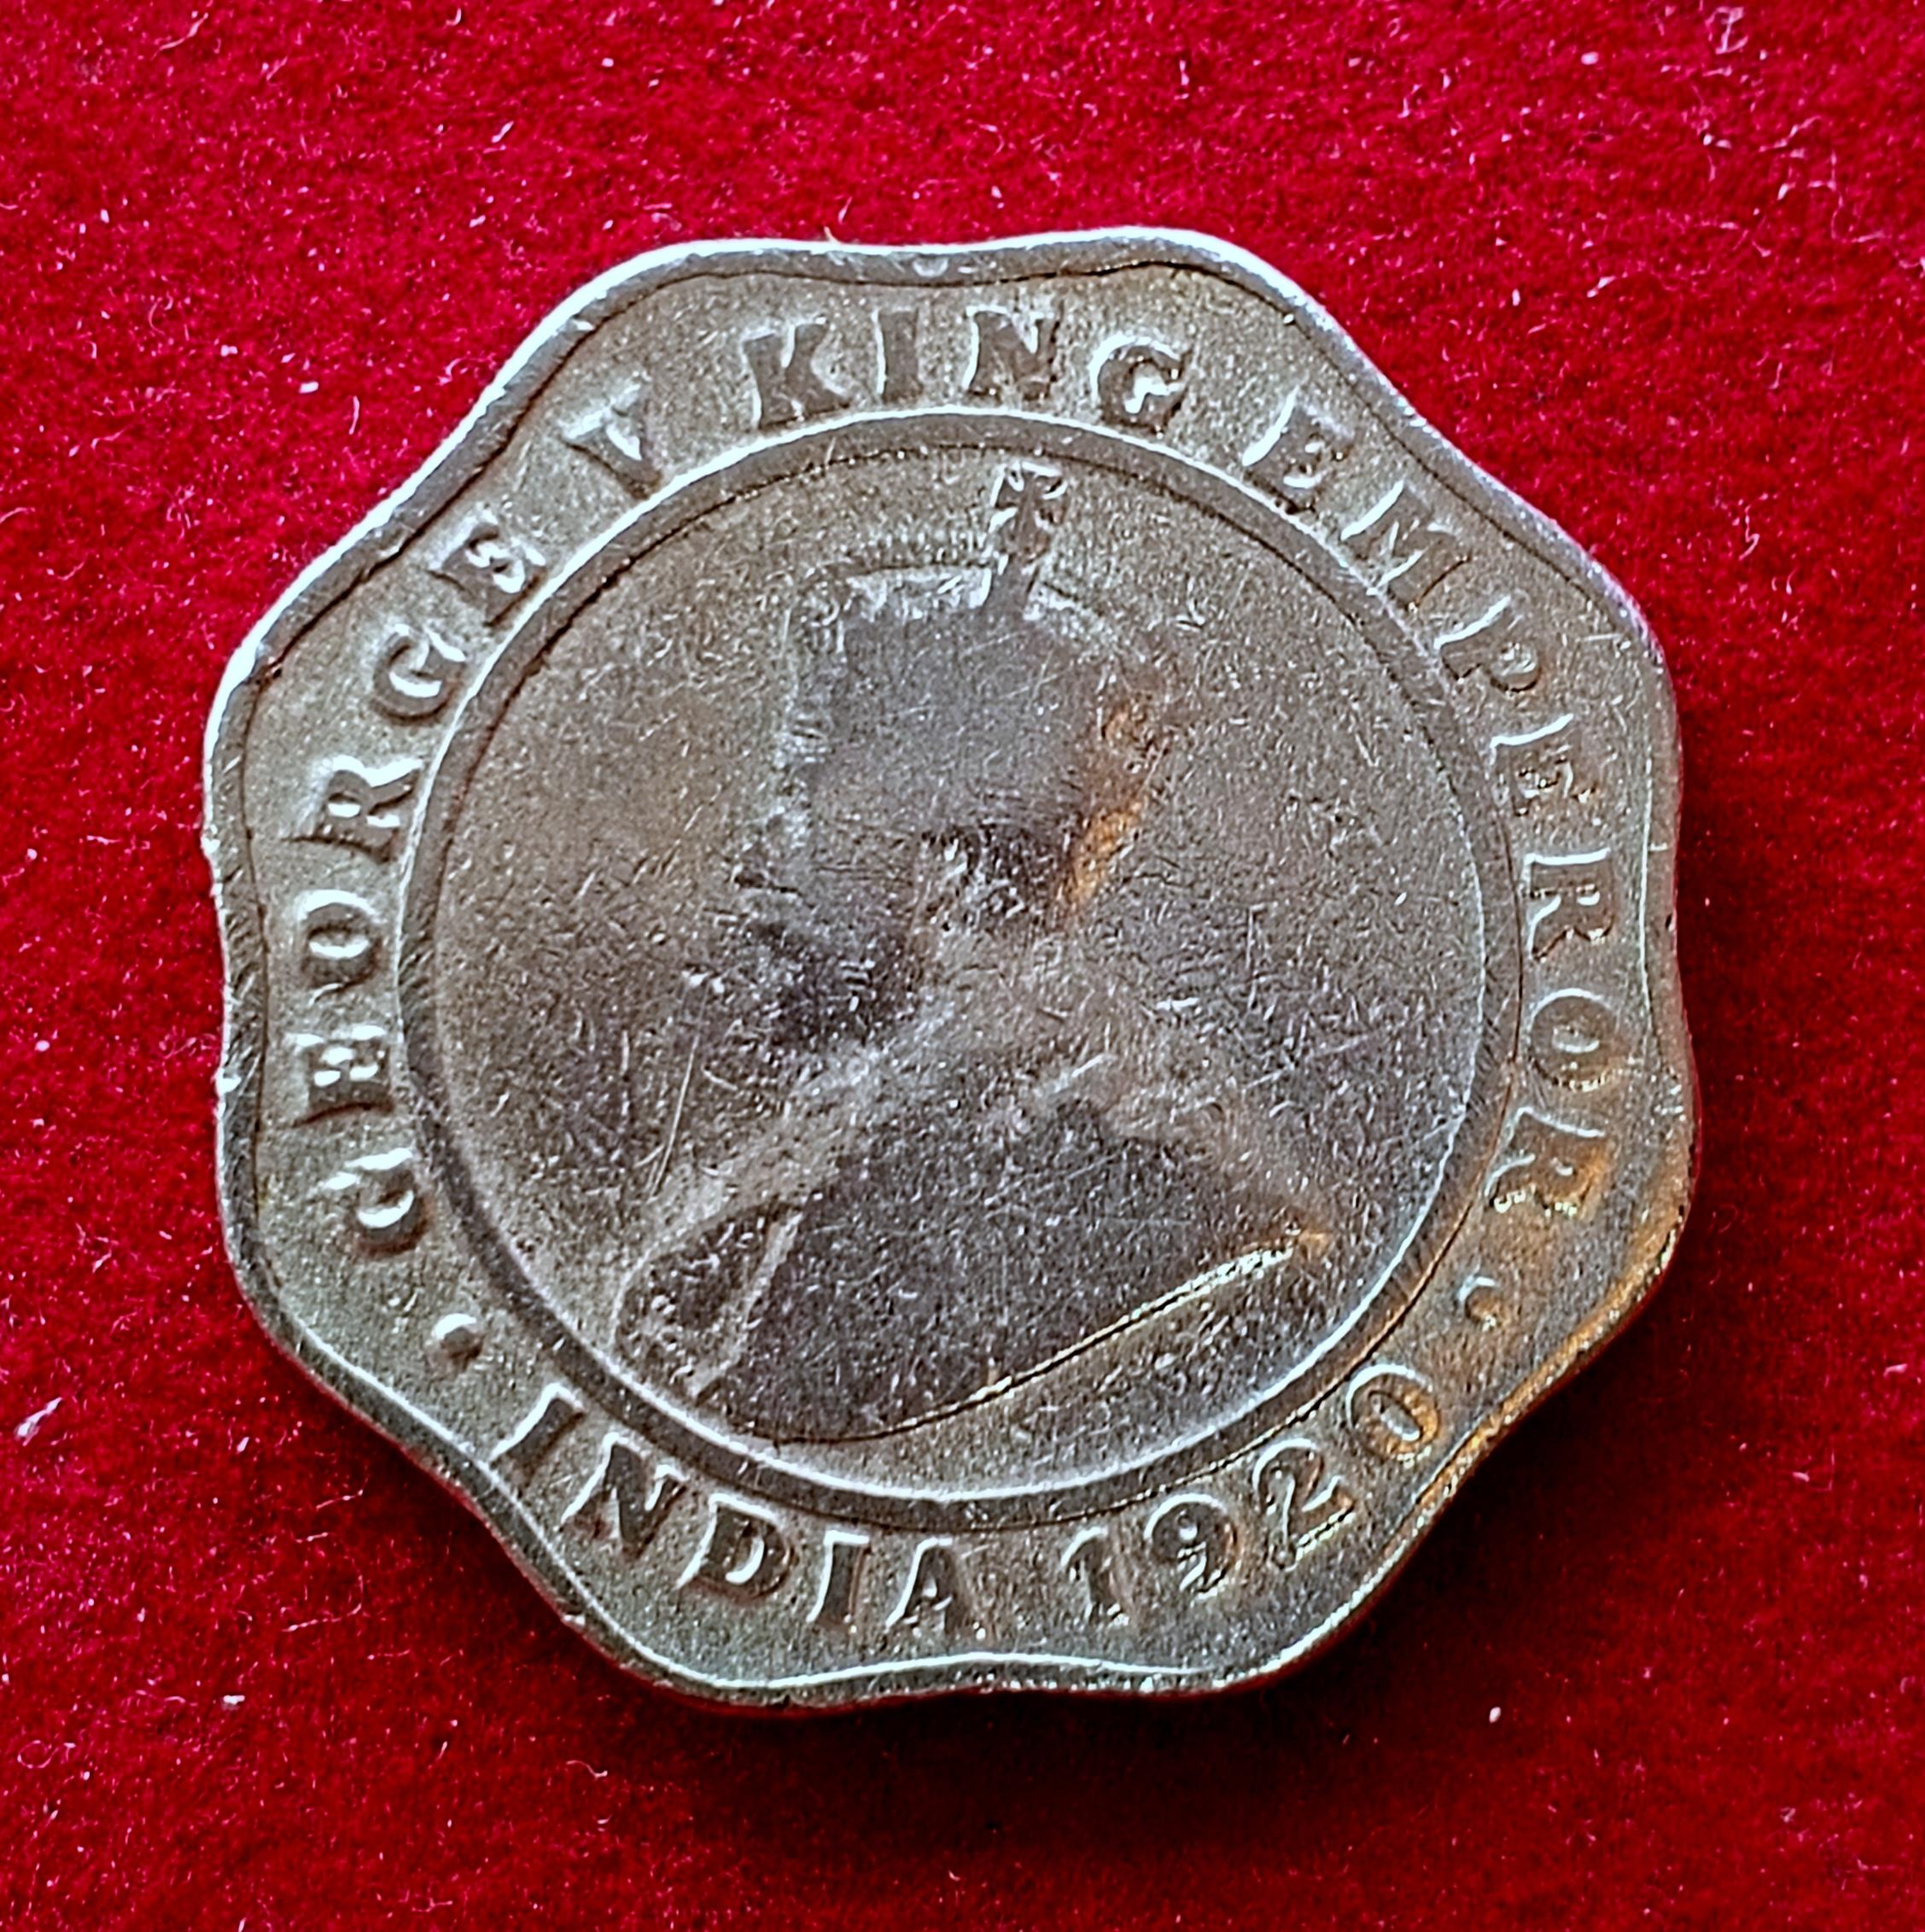 GEORGE V KING EMPEROR
• INDIA 1920 •